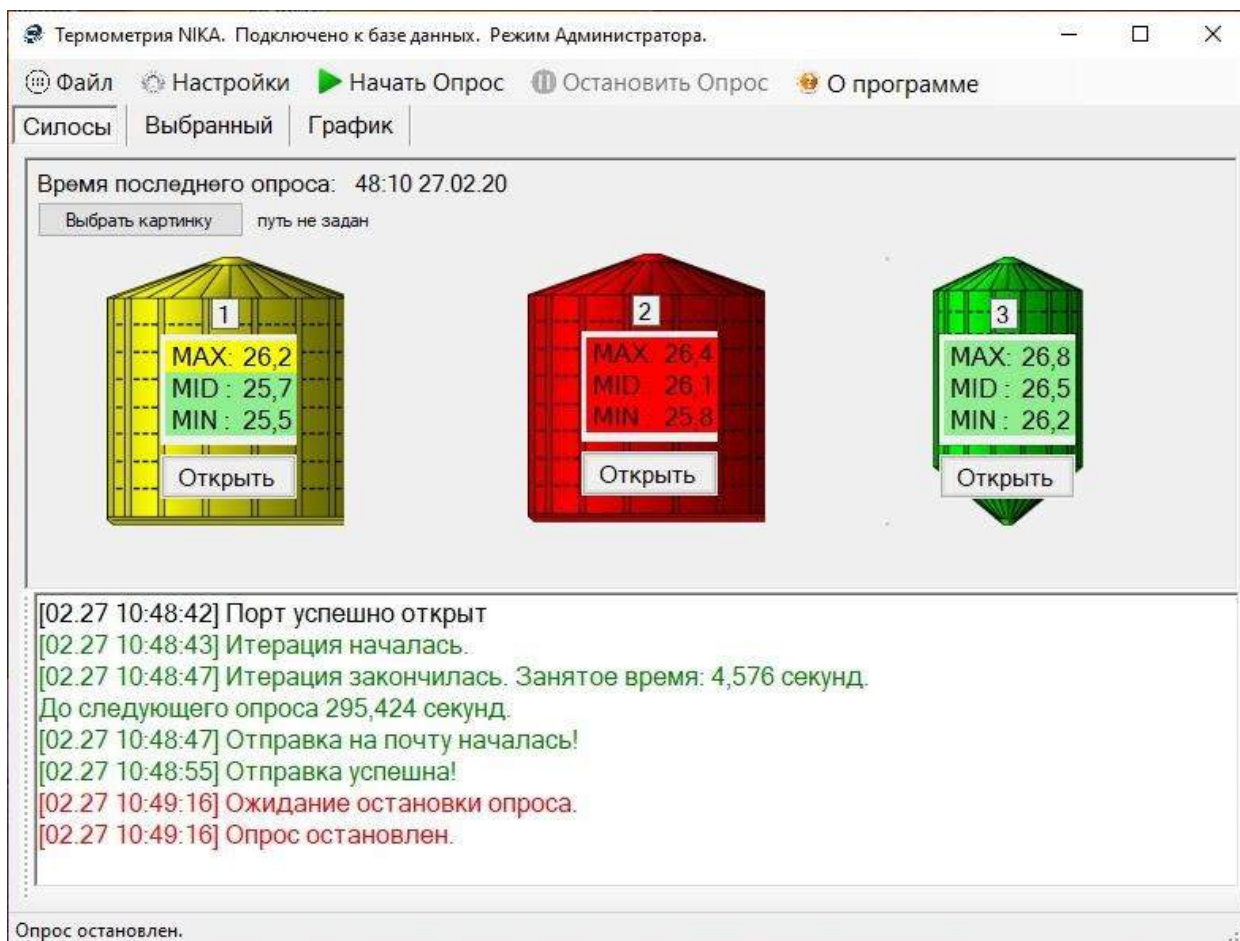 Термометрия NIKA. Подключено к базе данных. Режим Администратора.
Файл Настройки Начать Опрос Остановить Опрос О программе
Силосы Выбранный График
Время последнего опроса: 48:10 27.02.20
Выбрать картинку путь не задан
1
MAX: 26,2
MID : 25,7
MIN : 25,5
Открыть
2
MAX: 26,4
MID : 26,1
MIN : 25,8
Открыть
3
MAX: 26,8
MID : 26,5
MIN : 26,2
Открыть
[02.27 10:48:42] Порт успешно открыт
[02.27 10:48:43] Итерация началась.
[02.27 10:48:47] Итерация закончилась. Занятое время: 4,576 секунд.
До следующего опроса 295,424 секунд.
[02.27 10:48:47] Отправка на почту началась!
[02.27 10:48:55] Отправка успешна!
[02.27 10:49:16] Ожидание остановки опроса.
[02.27 10:49:16] Опрос остановлен.
Опрос остановлен.